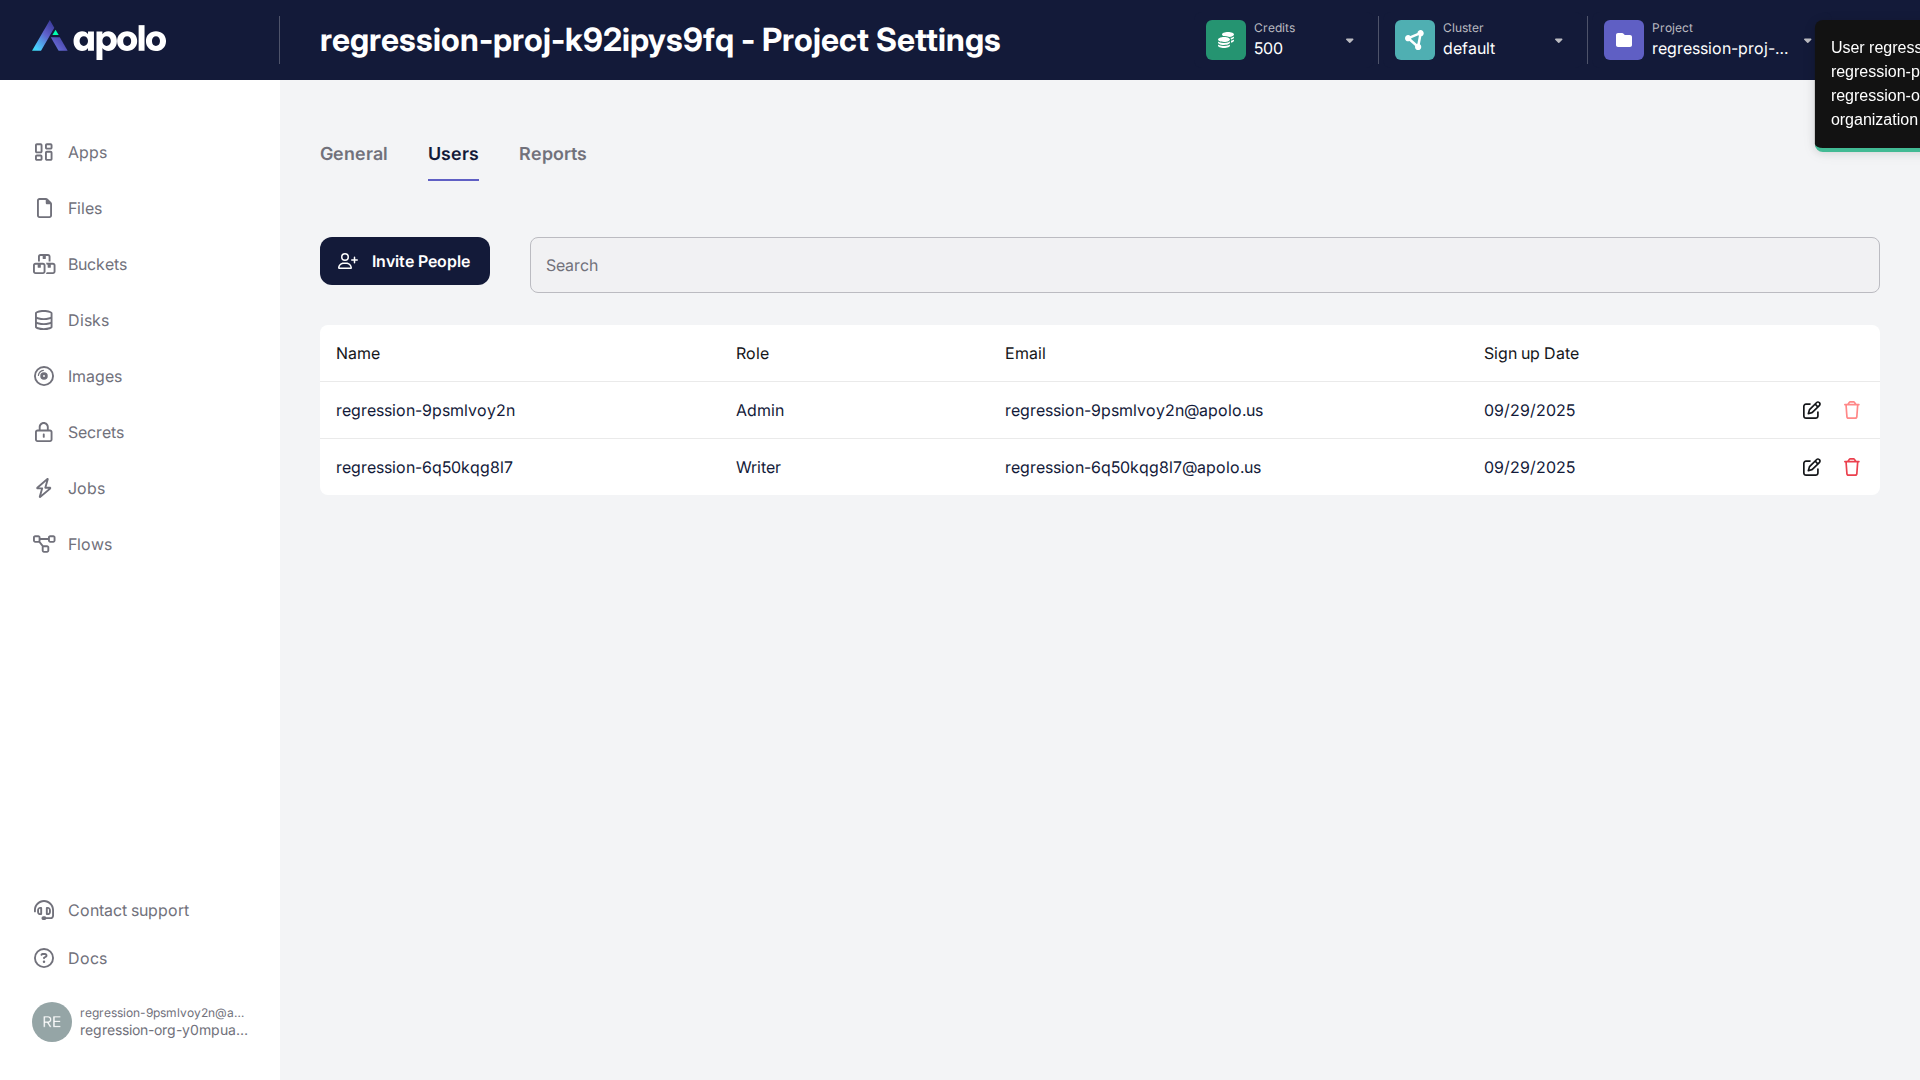 apolo
regression-proj-k92ipys9fq - Project Settings
Credits
500
Cluster
default
Project
regression-proj-...
User regress
regression-p
regression-o
organization
Apps
Files
Buckets
Disks
Images
Secrets
Jobs
Flows
General
Users
Reports
Invite People
Search
Name Role Email Sign up Date
regression-9psmlvoy2n Admin regression-9psmlvoy2n@apolo.us 09/29/2025
regression-6q50kqg8l7 Writer regression-6q50kqg8l7@apolo.us 09/29/2025
Contact support
Docs
RE
regression-9psmlvoy2n@a...
regression-org-y0mpua...